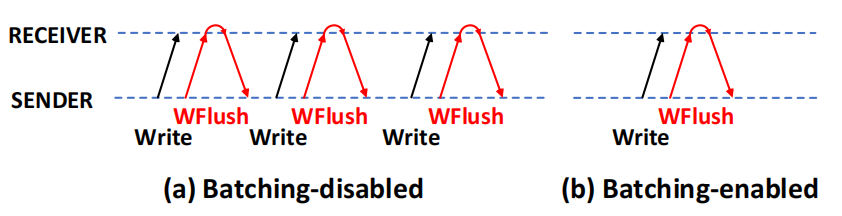 RECEIVER
SENDER
WFlush WFlush WFlush WFlush
Write Write Write Write
(a) Batching-disabled (b) Batching-enabled